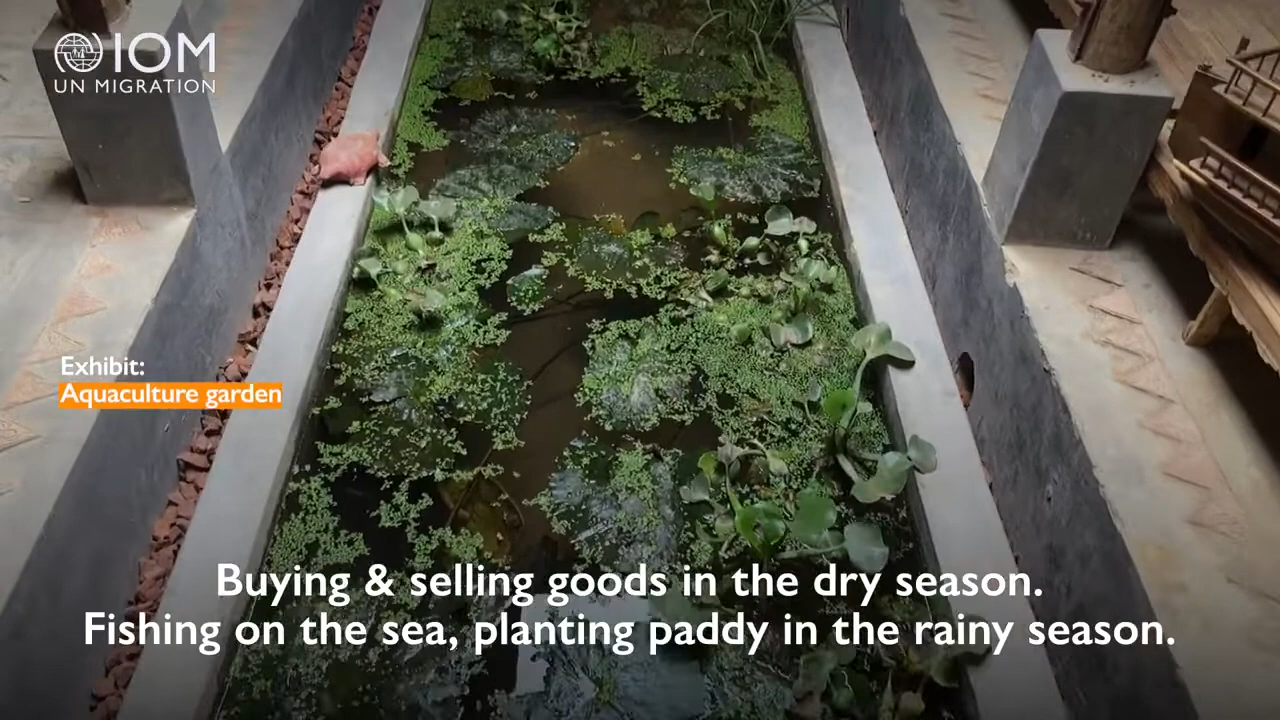 IOM
UN MIGRATION
Exhibit:
Aquaculture garden
Buying & selling goods in the dry season.
Fishing on the sea, planting paddy in the rainy season.